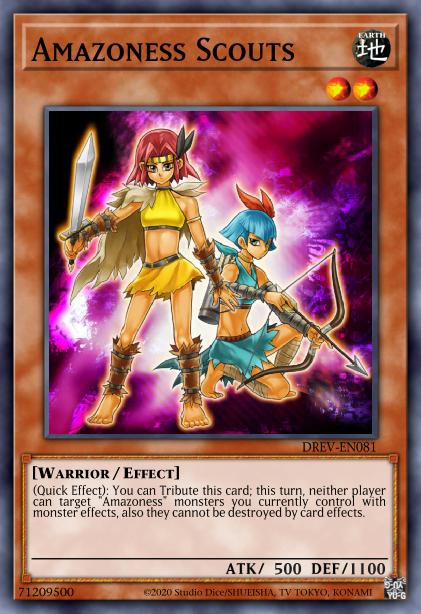 AMAZONESS SCOUTS
EARTH
地
DREV-EN081
[WARRIOR / EFFECT]
(Quick Effect): You can Tribute this card; this turn, neither player
can target "Amazoness" monsters you currently control with
monster effects, also they cannot be destroyed by card effects.
ATK/ 500 DEF/1100
71209500
©2020 Studio Dice/SHUEISHA, TV TOKYO, KONAMI